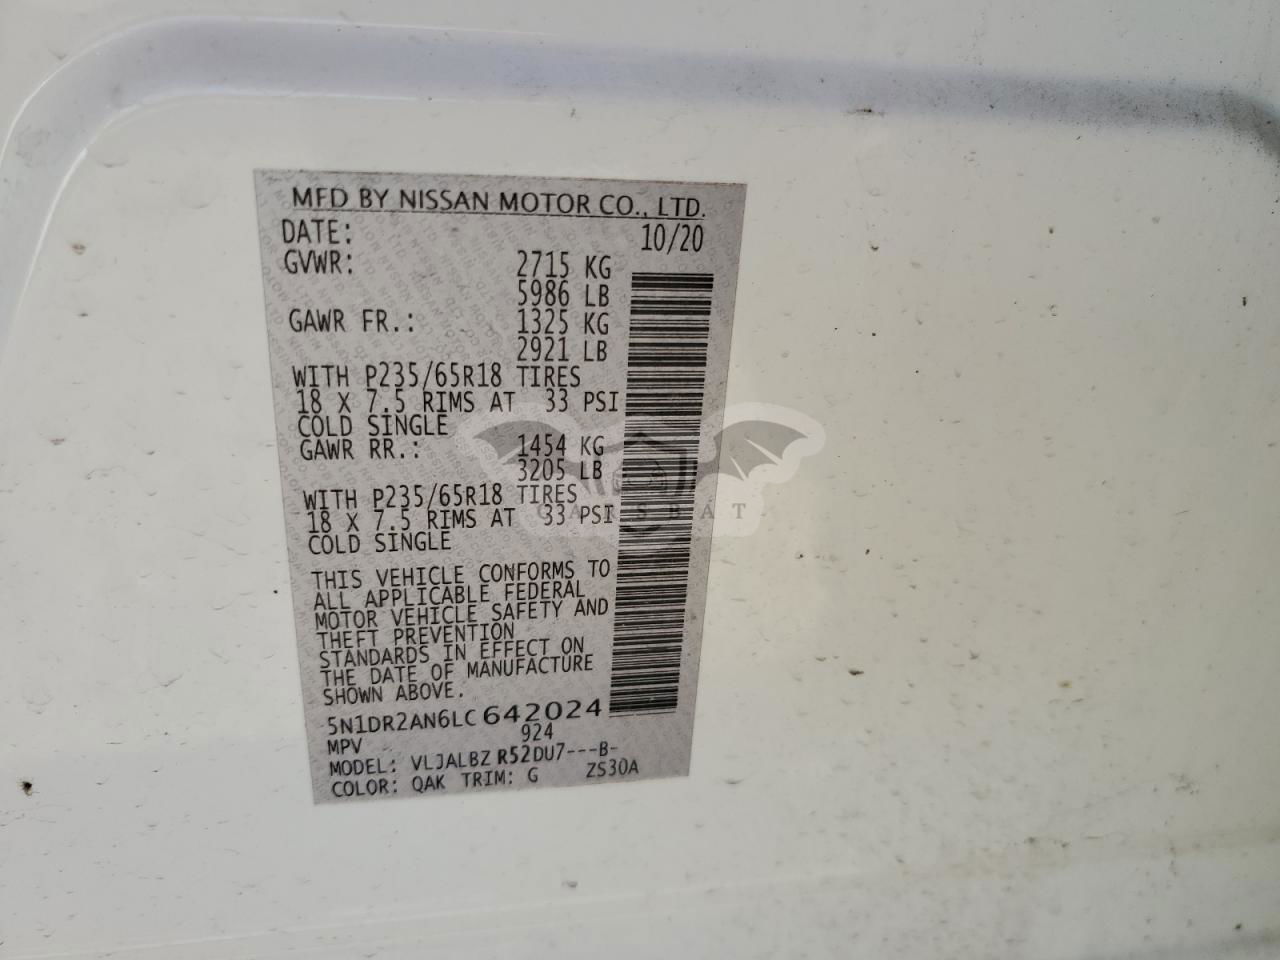 MFD BY NISSAN MOTOR CO., LTD.
DATE: 10/20
GVWR: 2715 KG
5986 LB
GAWR FR.: 1325 KG
2921 LB
WITH P235/65R18 TIRES
18 X 7.5 RIMS AT 33 PSI
COLD SINGLE
GAWR RR.: 1454 KG
3205 LB
WITH P235/65R18 TIRES
18 X 7.5 RIMS AT 33 PSI
COLD SINGLE
CARSBAT
THIS VEHICLE CONFORMS TO
ALL APPLICABLE FEDERAL
MOTOR VEHICLE SAFETY AND
THEFT PREVENTION
STANDARDS IN EFFECT ON
THE DATE OF MANUFACTURE
SHOWN ABOVE.
5N1DR2AN6LC642024
MPV 924
MODEL: VLJALBZ R52DU7---B-
COLOR: QAK TRIM: G ZS30A